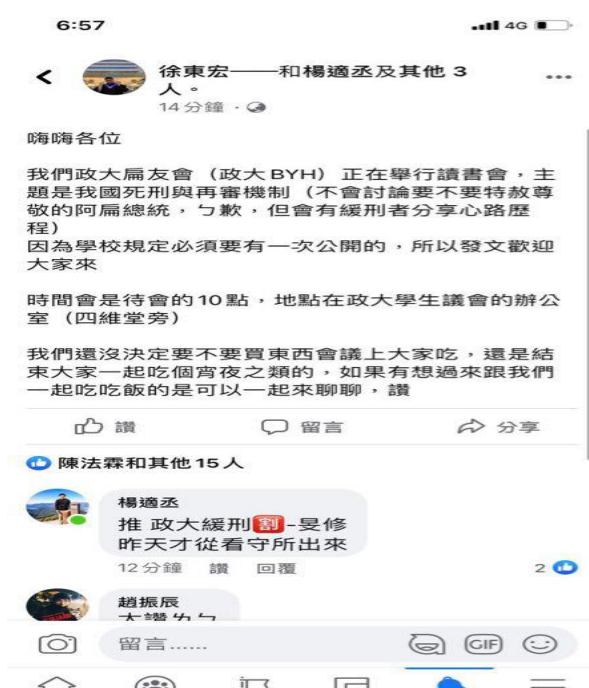 6:57
4G
徐東宏——和楊適丞及其他 3
人。
14 分鐘 ·
嗨嗨各位
我們政大扁友會（政大BYH）正在舉行讀書會，主
題是我國死刑與再審機制（不會討論要不要特赦尊
敬的阿扁總統，ㄅ歉，但會有緩刑者分享心路歷
程）
因為學校規定必須要有一次公開的，所以發文歡迎
大家來
時間會是待會的10點，地點在政大學生議會的辦公
室（四維堂旁）
我們還沒決定要不要買東西會議上大家吃，還是結
束大家一起吃個宵夜之類的，如果有想過來跟我們
一起吃吃飯的是可以一起來聊聊，讚
讚 留言 分享
陳法霖和其他15人
楊適丞
推 政大緩刑🈹-旻修
昨天才從看守所出來
12分鐘 讚 回覆 2
趙振辰
大讚ㄌㄅ
留言…… GIF